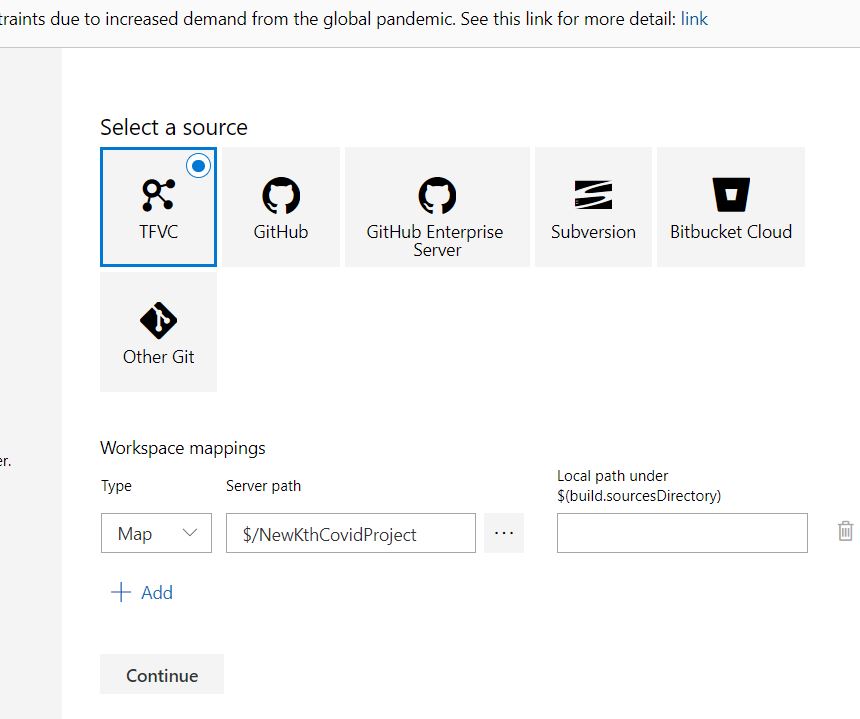 traints due to increased demand from the global pandemic. See this link for more detail: link
Select a source
TFVC
GitHub
GitHub Enterprise
Server
Subversion
Bitbucket Cloud
Other Git
er.
Workspace mappings
Type
Server path
Local path under
$(build.sourcesDirectory)
Map
$/NewKthCovidProject
...
+ Add
Continue